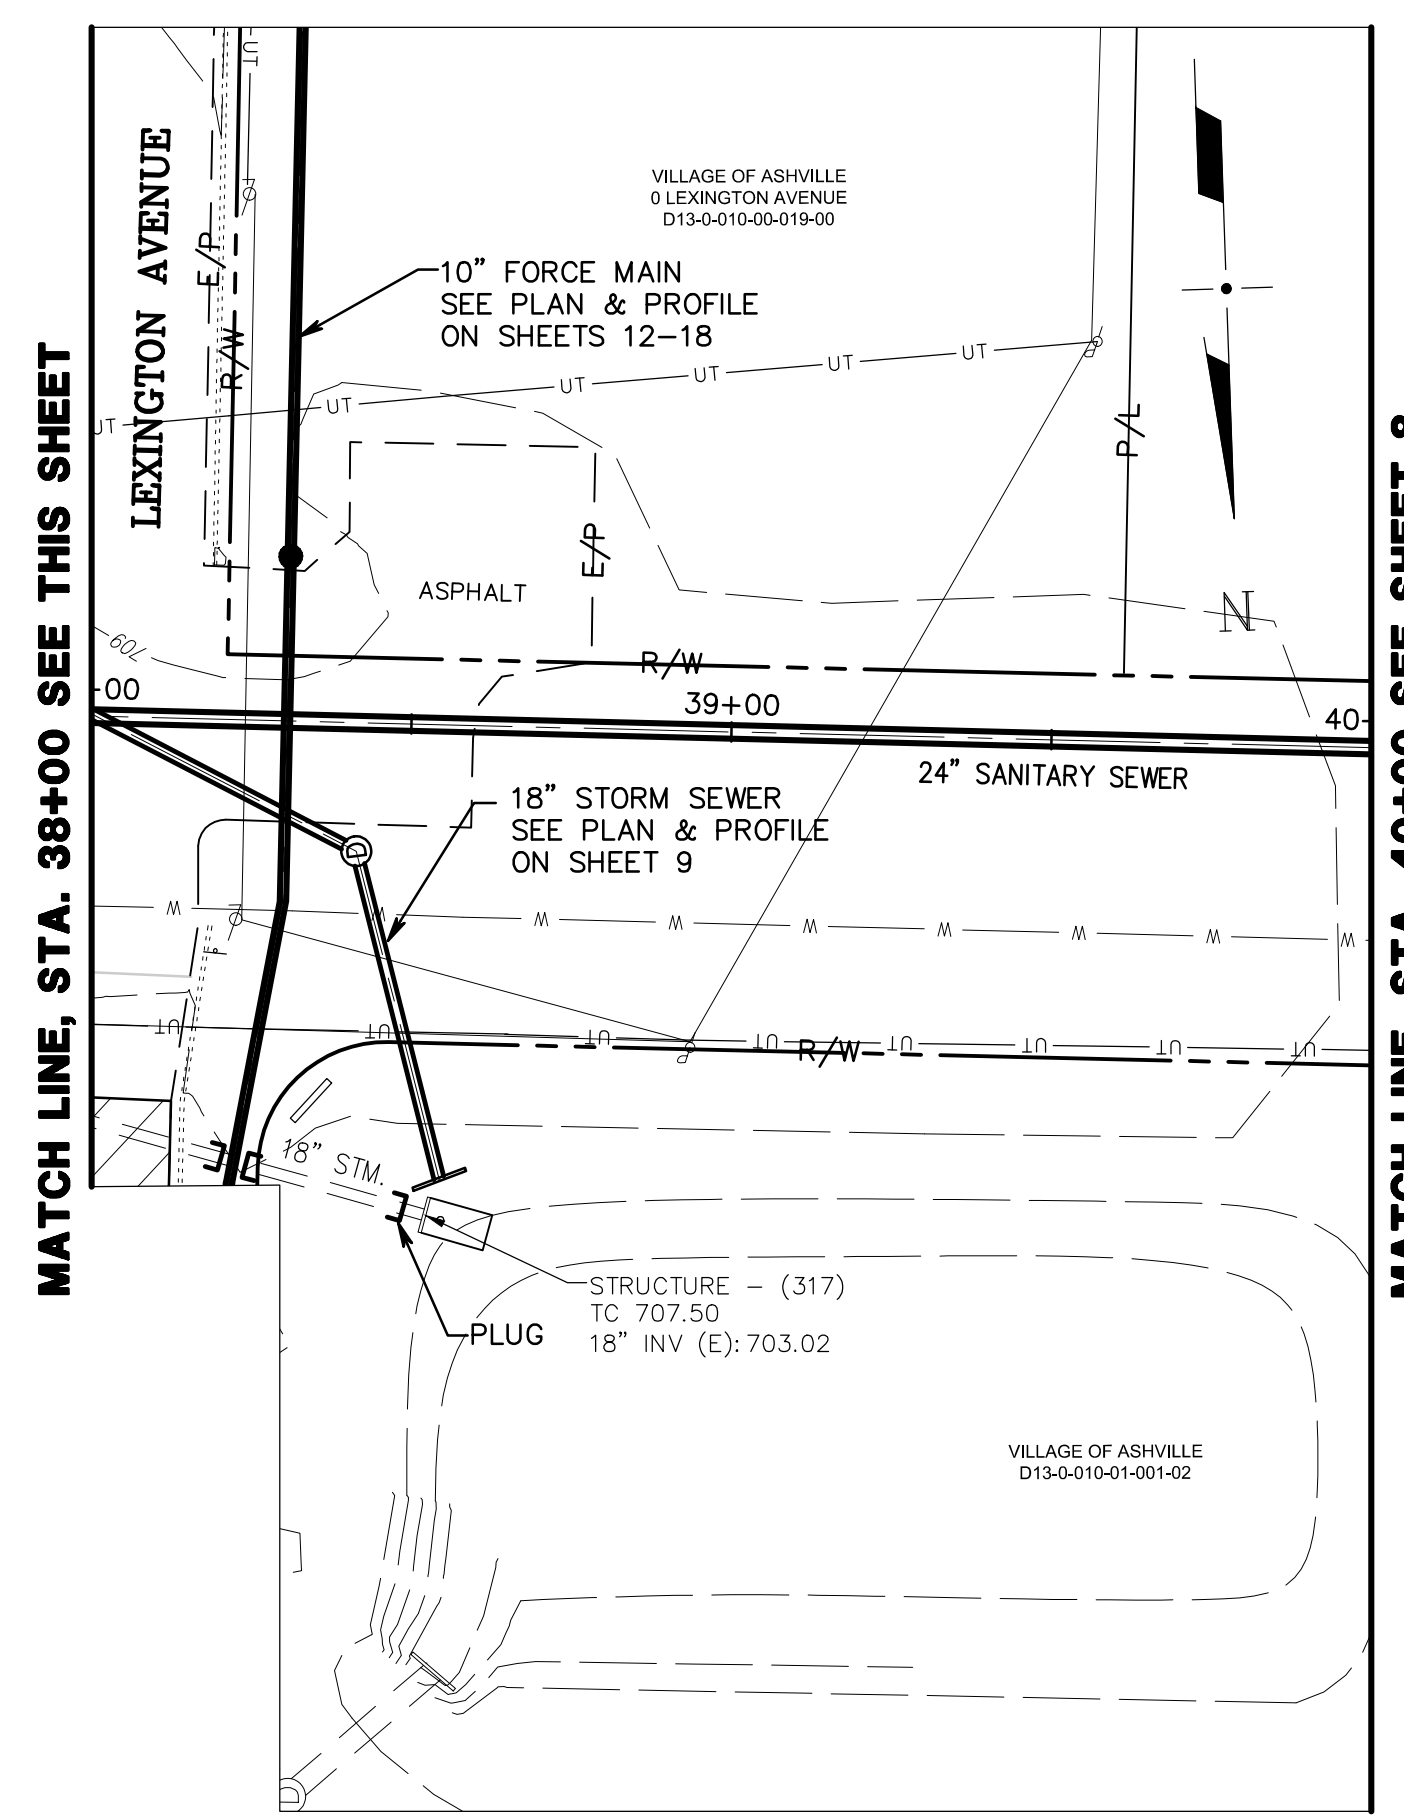 MATCH LINE, STA. 38+00 SEE THIS SHEET
LEXINGTON AVENUE
UT
E/P
R/W
VILLAGE OF ASHVILLE
0 LEXINGTON AVENUE
D13-0-010-00-019-00
10” FORCE MAIN
SEE PLAN & PROFILE
ON SHEETS 12-18
UT
UT
UT
UT
UT
UT
P/L
E/P
ASPHALT
N
709
R/W
-00
39+00
40-
24” SANITARY SEWER
18” STORM SEWER
SEE PLAN & PROFILE
ON SHEET 9
D
W
W
W
W
W
W
W
W
W
UT
UT
UT
UT
R/W
UT
UT
UT
UT
18” STM.
STRUCTURE - (317)
TC 707.50
18” INV (E): 703.02
PLUG
VILLAGE OF ASHVILLE
D13-0-010-01-001-02
D